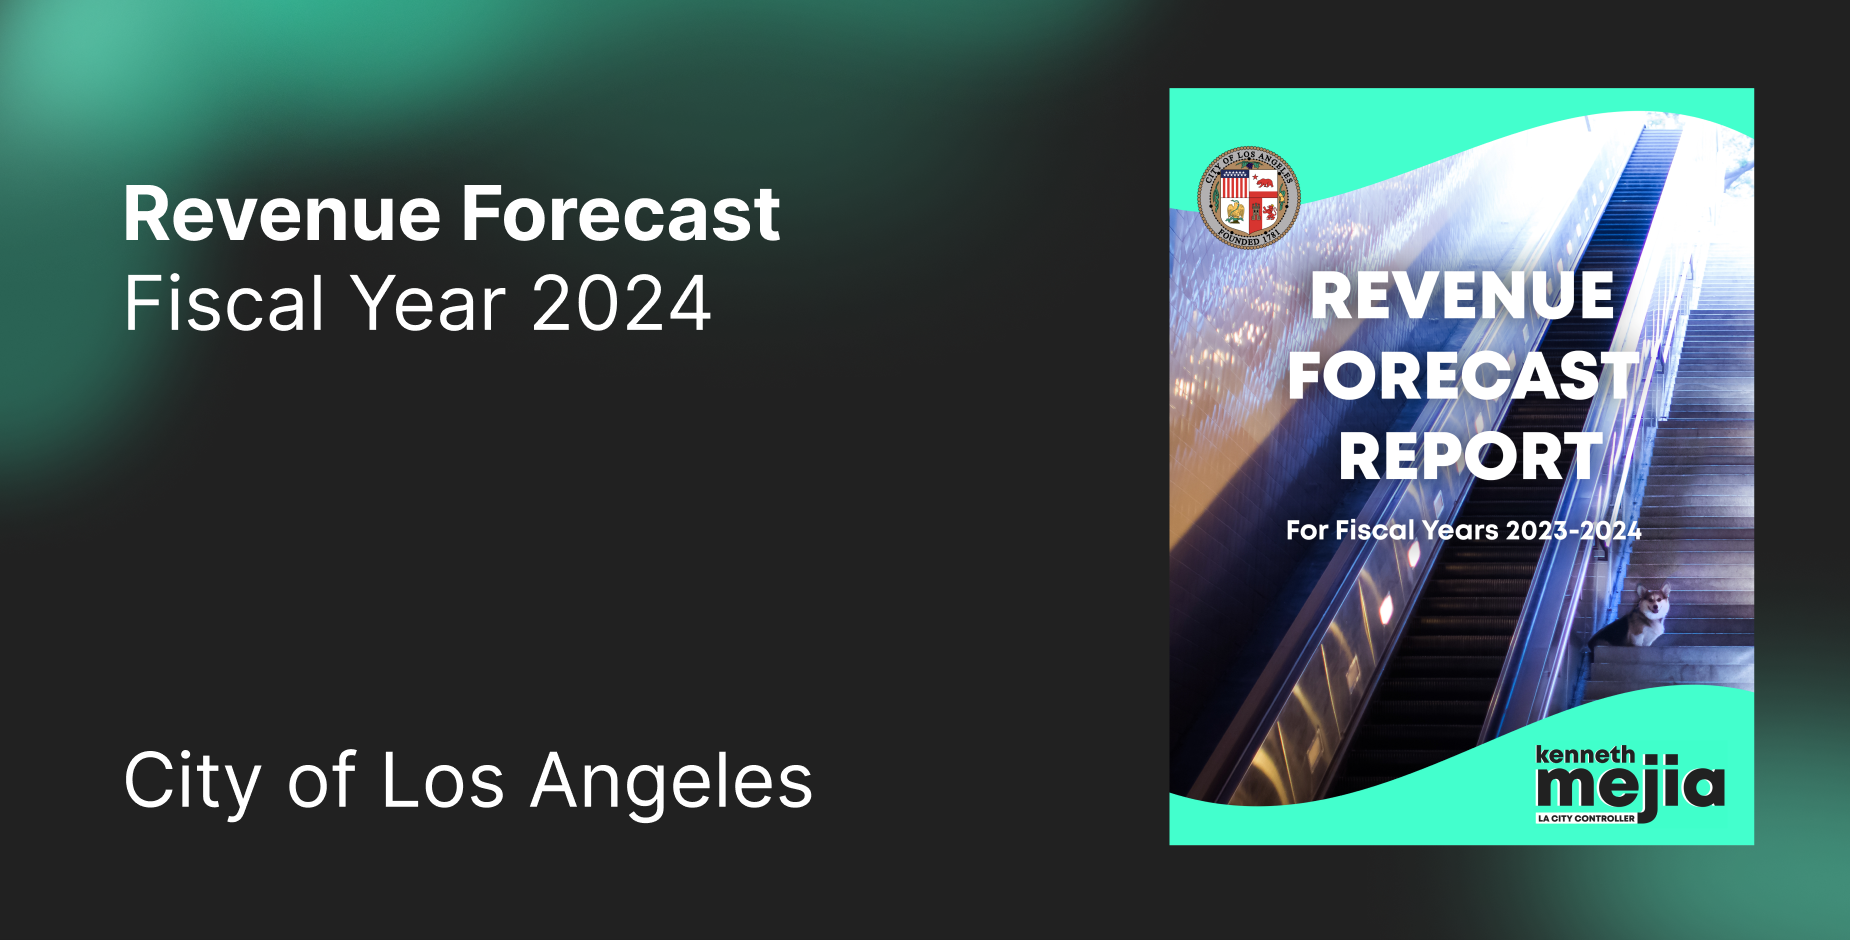 Revenue Forecast
Fiscal Year 2024
City of Los Angeles
CITY OF LOS ANGELES
FOUNDED 1781
REVENUE
FORECAST
REPORT
For Fiscal Years 2023-2024
kenneth
mejia
LA CITY CONTROLLER